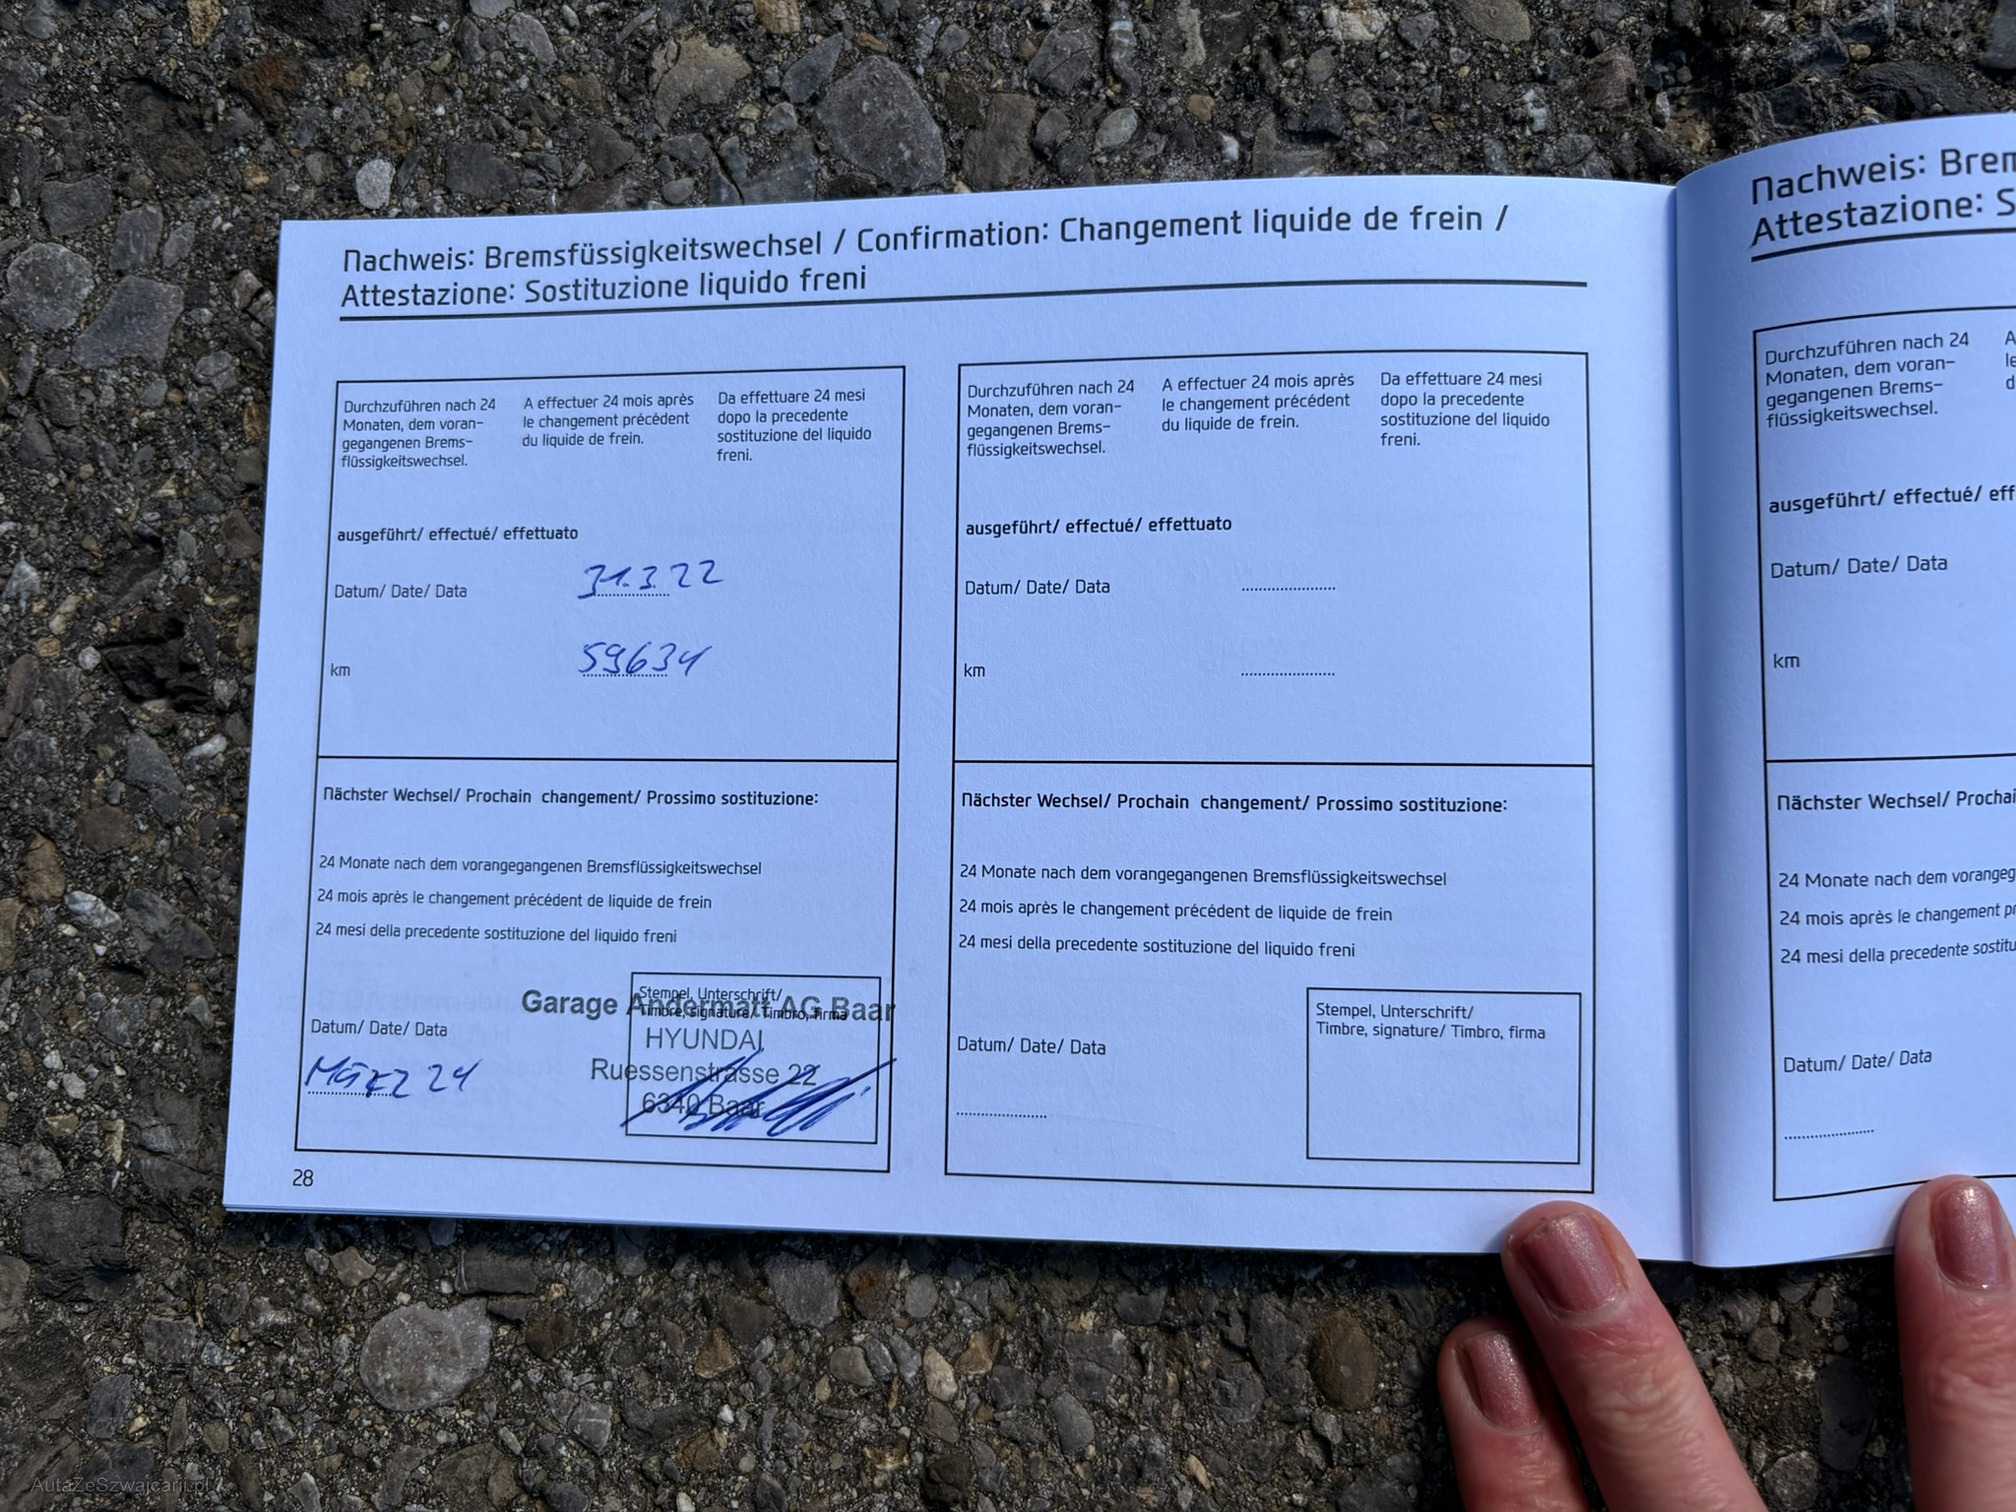 Nachweis: Bremsfüssigkeitswechsel / Confirmation: Changement liquide de frein /
Attestazione: Sostituzione liquido freni
Durchzuführen nach 24
Monaten, dem voran-
gegangenen Brems-
flüssigkeitswechsel.
A effectuer 24 mois après
le changement précédent
du liquide de frein.
Da effettuare 24 mesi
dopo la precedente
sostituzione del liquido
freni.
ausgeführt/ effectué/ effettuato
Datum/ Date/ Data
31.3.22
km
59634
Nächster Wechsel/ Prochain changement/ Prossimo sostituzione:
24 Monate nach dem vorangegangenen Bremsflüssigkeitswechsel
24 mois après le changement précédent de liquide de frein
24 mesi della precedente sostituzione del liquido freni
Datum/ Date/ Data
März 24
Stempel, Unterschrift/
Timbre, signature/ Timbro, firma
Garage Andermatt AG Baar
HYUNDAI
Ruessenstrasse 22
6340 Baar
28
Durchzuführen nach 24
Monaten, dem voran-
gegangenen Brems-
flüssigkeitswechsel.
A effectuer 24 mois après
le changement précédent
du liquide de frein.
Da effettuare 24 mesi
dopo la precedente
sostituzione del liquido
freni.
ausgeführt/ effectué/ effettuato
Datum/ Date/ Data
km
Nächster Wechsel/ Prochain changement/ Prossimo sostituzione:
24 Monate nach dem vorangegangenen Bremsflüssigkeitswechsel
24 mois après le changement précédent de liquide de frein
24 mesi della precedente sostituzione del liquido freni
Datum/ Date/ Data
Stempel, Unterschrift/
Timbre, signature/ Timbro, firma
Nachweis: Brem
Attestazione: S
Durchzuführen nach 24
Monaten, dem voran-
gegangenen Brems-
flüssigkeitswechsel.
A
le
d
ausgeführt/ effectué/ eff
Datum/ Date/ Data
km
Nächster Wechsel/ Prochai
24 Monate nach dem vorangeg
24 mois après le changement pr
24 mesi della precedente sostitu
Datum/ Date/ Data
AutaZeSzwajcarii.pl